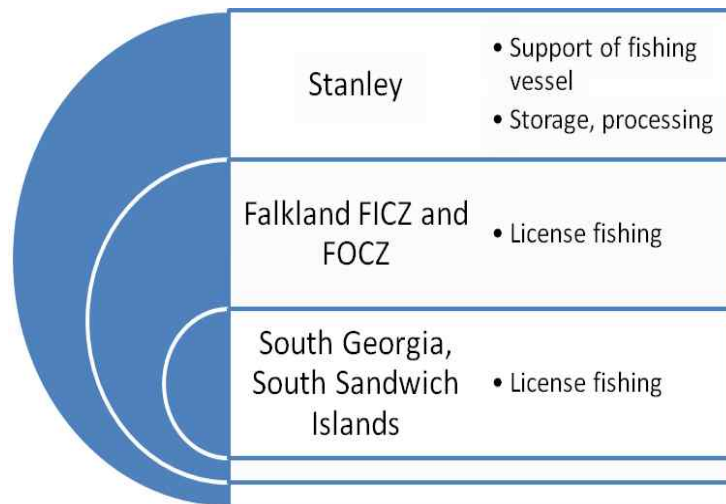 Stanley
• Support of fishing
vessel
• Storage, processing
Falkland FICZ and
FOCZ
• License fishing
South Georgia,
South Sandwich
Islands
• License fishing